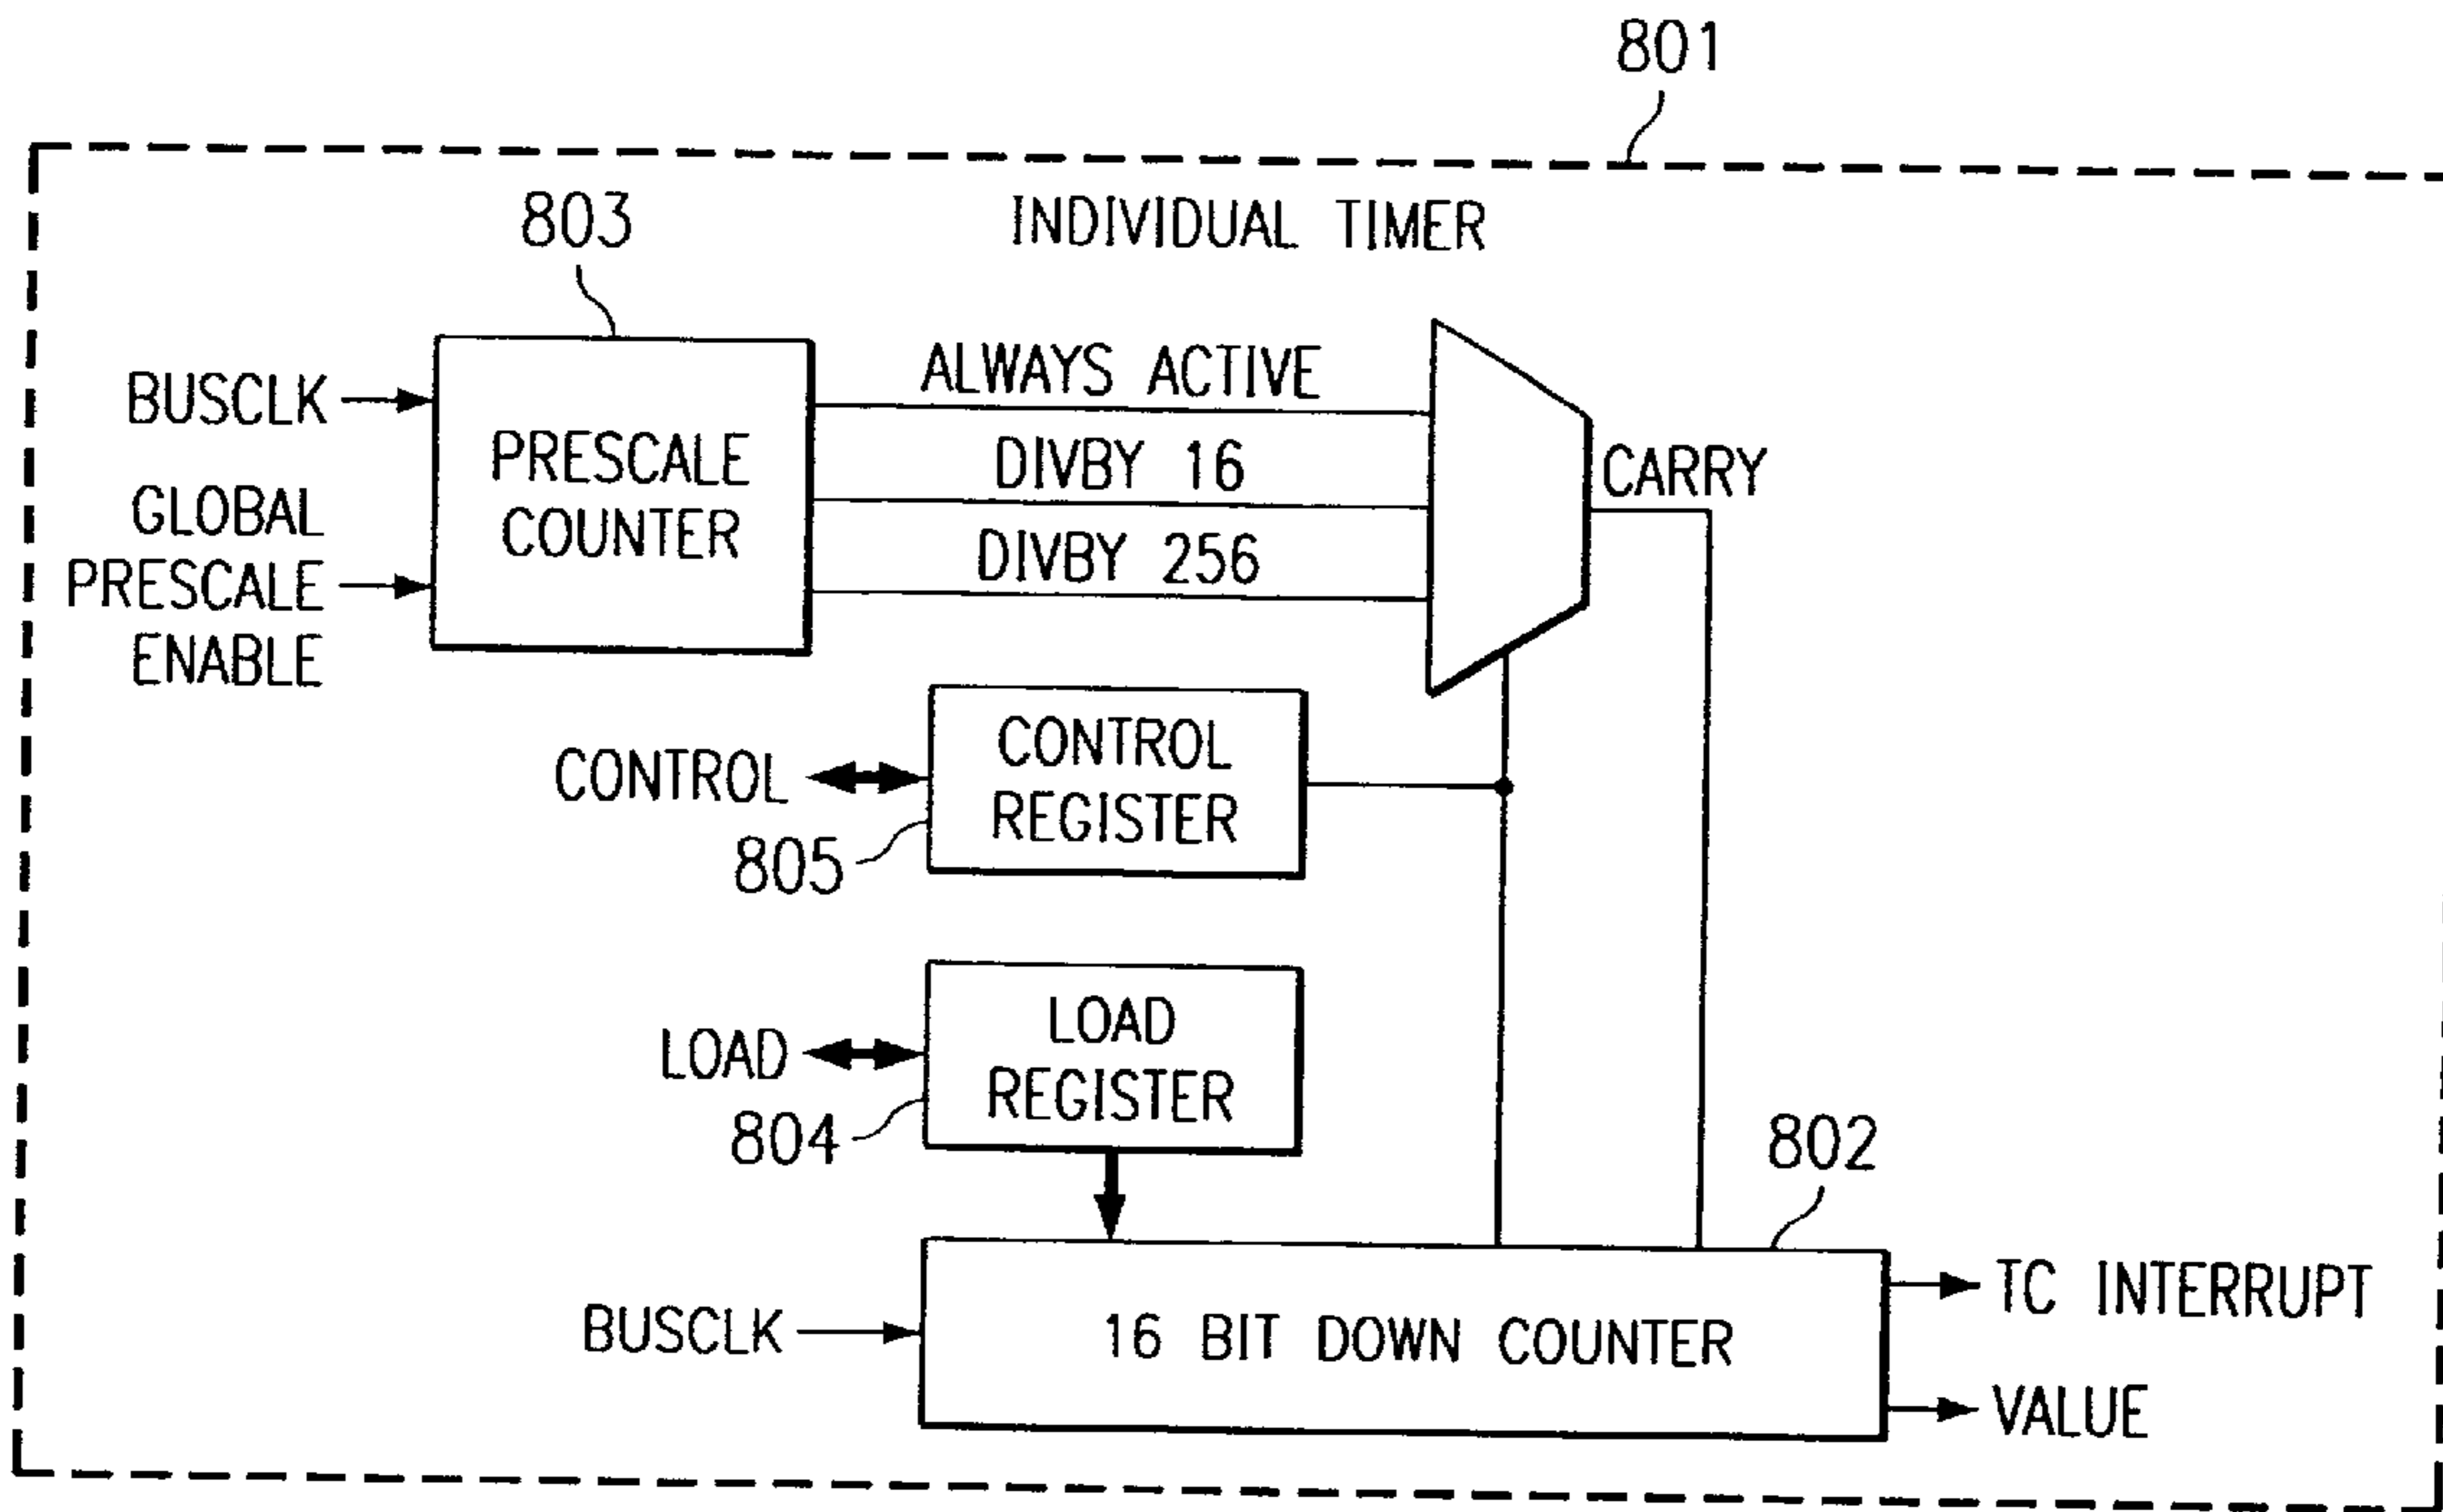 801
INDIVIDUAL TIMER
803
BUSCLK
GLOBAL
PRESCALE
ENABLE
PRESCALE
COUNTER
ALWAYS ACTIVE
DIVBY 16
DIVBY 256
CARRY
CONTROL
805
CONTROL
REGISTER
LOAD
804
LOAD
REGISTER
802
BUSCLK
16 BIT DOWN COUNTER
TC INTERRUPT
VALUE